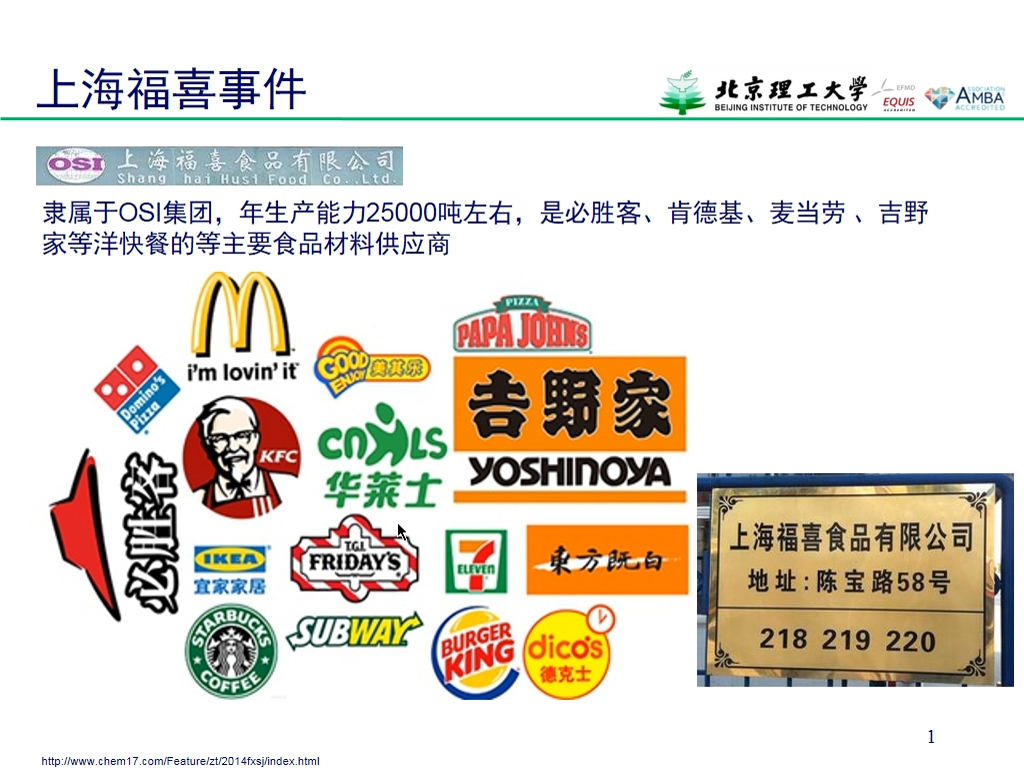 上海福喜事件
北京理工大学
BEIJING INSTITUTE OF TECHNOLOGY
EFMD
EQUIS
ACCREDITED
ASSOCIATION
AMBA
ACCREDITED
OSI 上海福喜食品有限公司
Shang hai Husi Food Co.,Ltd.
隶属于OSI集团，年生产能力25000吨左右，是必胜客、肯德基、麦当劳 、吉野
家等洋快餐的等主要食品材料供应商
i'm lovin' it
PIZZA
PAPA JOHNS
GOOD
ENJOY
美其乐
Domino's
Pizza
吉野家
YOSHINOYA
KFC
CNHLS
华莱士
必胜客
IKEA
宜家家居
T.G.I.
FRIDAY'S
7
ELEVEN
東方既白
STARBUCKS
COFFEE
SUBWAY
BURGER
KING
dico's
德克士
上海福喜食品有限公司
地址:陈宝路58号
218 219 220
1
http://www.chem17.com/Feature/zt/2014fxsj/index.html